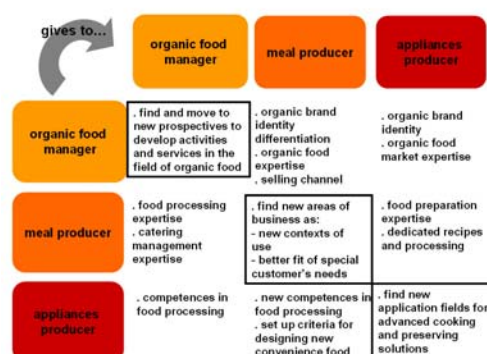 gives to...
organic food
manager
meal producer
appliances
producer
organic food
manager
. find and move to
new prospectives to
develop activities
and services in the
field of organic food
. organic brand
identity
differentiation
. organic food
expertise
. selling channel
. organic brand
identity
. organic food
market expertise
meal producer
. food processing
expertise
. catering
management
expertise
. find new areas of
business as:
- new contexts of
use
- better fit of special
customer's needs
. food preparation
expertise
. dedicated recipes
and processing
appliances
producer
. competences in
food processing
. new competences in
food processing
. set up criteria for
designing new
convenience food
. find new
application fields for
advanced cooking
and preserving
solutions